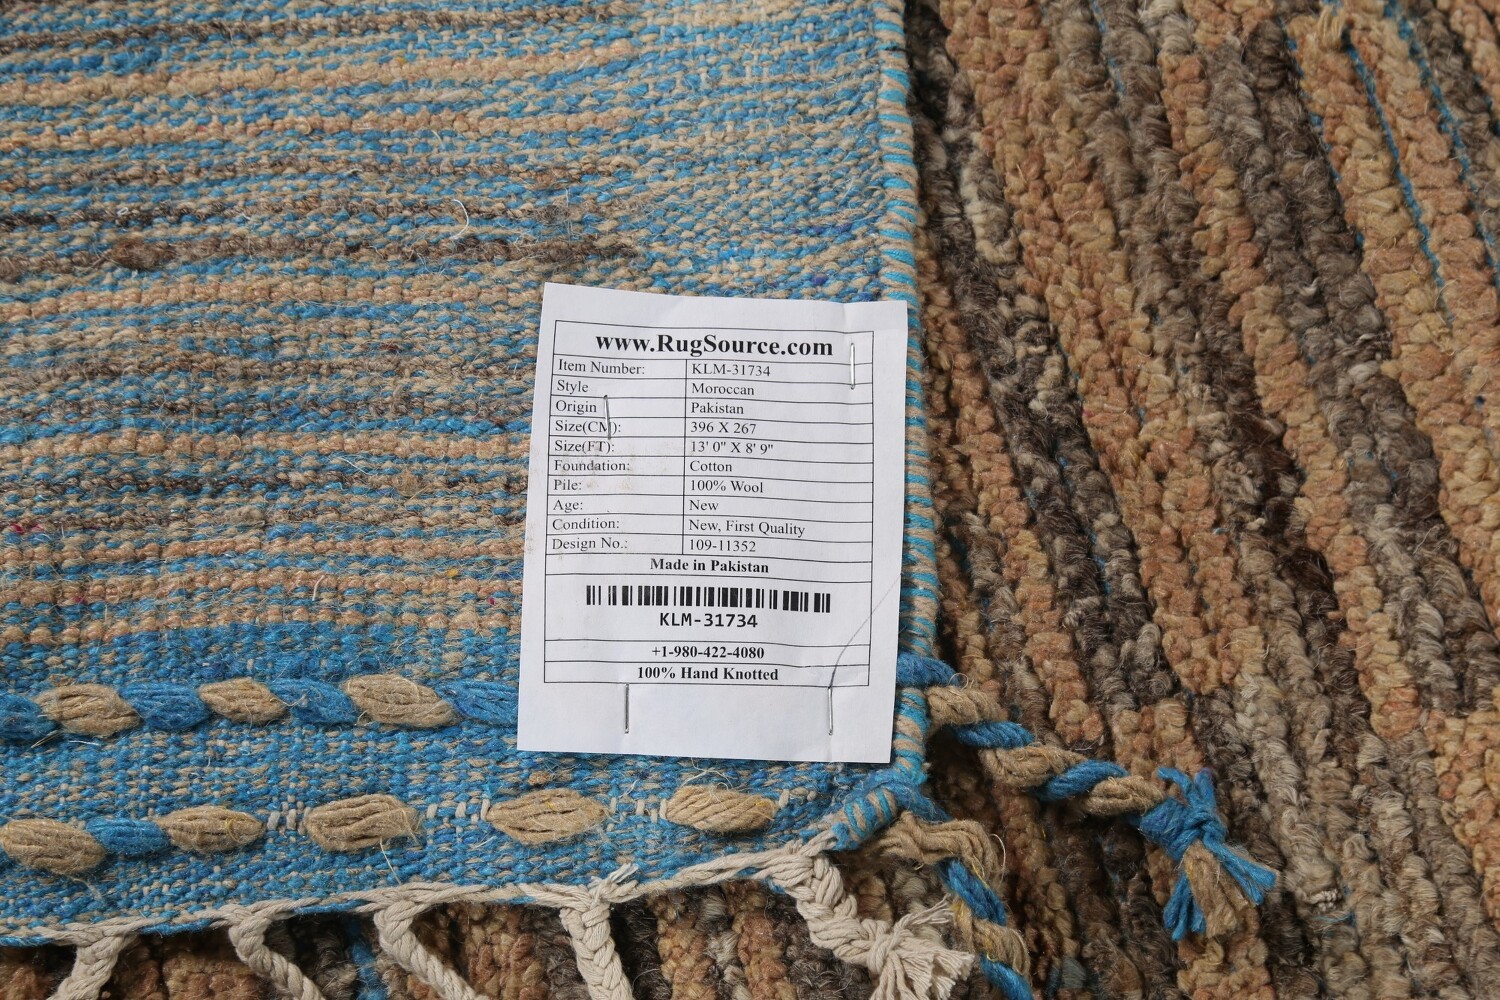 www.RugSource.com
Item Number: KLM-31734
Style Moroccan
Origin Pakistan
Size(CM): 396 X 267
Size(FT): 13' 0" X 8' 9"
Foundation: Cotton
Pile: 100% Wool
Age: New
Condition: New, First Quality
Design No.: 109-11352
Made in Pakistan
KLM-31734
+1-980-422-4080
100% Hand Knotted